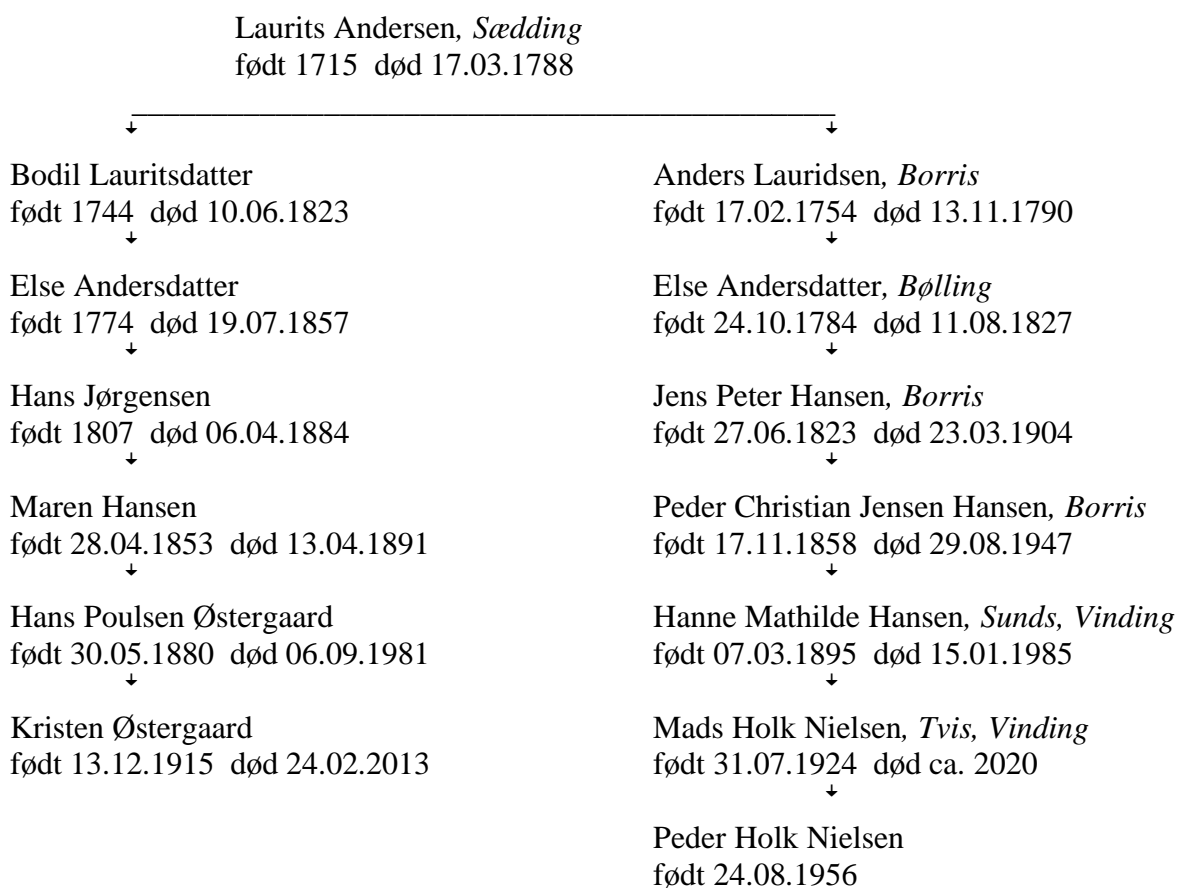 Laurits Andersen, Sædding
født 1715 død 17.03.1788
Bodil Lauritsdatter
født 1744 død 10.06.1823
Else Andersdatter
født 1774 død 19.07.1857
Hans Jørgensen
født 1807 død 06.04.1884
Maren Hansen
født 28.04.1853 død 13.04.1891
Hans Poulsen Østergaard
født 30.05.1880 død 06.09.1981
Kristen Østergaard
født 13.12.1915 død 24.02.2013
Anders Lauridsen, Borris
født 17.02.1754 død 13.11.1790
Else Andersdatter, Bølling
født 24.10.1784 død 11.08.1827
Jens Peter Hansen, Borris
født 27.06.1823 død 23.03.1904
Peder Christian Jensen Hansen, Borris
født 17.11.1858 død 29.08.1947
Hanne Mathilde Hansen, Sunds, Vinding
født 07.03.1895 død 15.01.1985
Mads Holk Nielsen, Tvis, Vinding
født 31.07.1924 død ca. 2020
Peder Holk Nielsen
født 24.08.1956